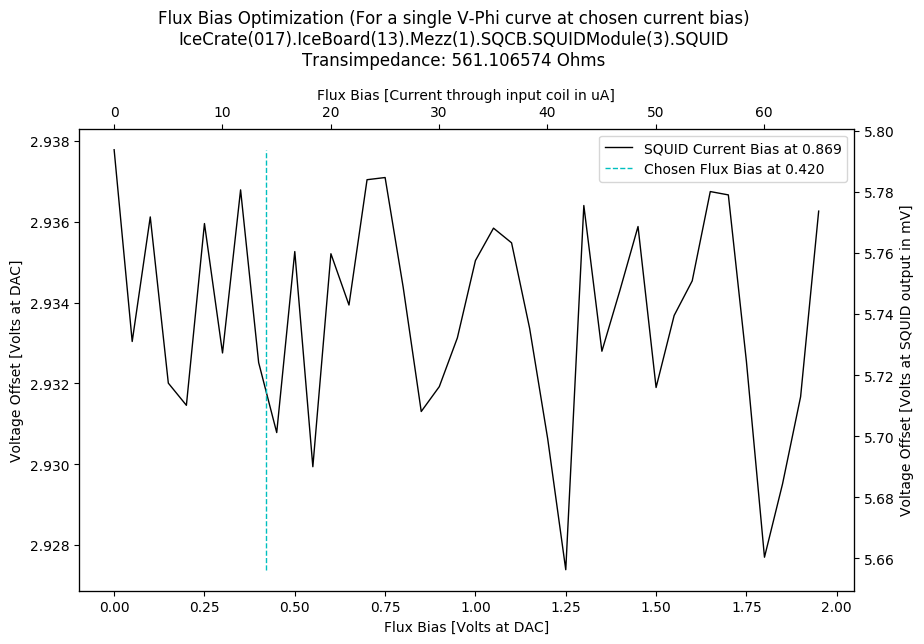 Flux Bias Optimization (For a single V-Phi curve at chosen current bias)
IceCrate(017).IceBoard(13).Mezz(1).SQCB.SQUIDModule(3).SQUID
Transimpedance: 561.106574 Ohms
Flux Bias [Current through input coil in uA]
0 10 20 30 40 50 60
SQUID Current Bias at 0.869
Chosen Flux Bias at 0.420
Voltage Offset [Volts at DAC]
2.938
2.936
2.934
2.932
2.930
2.928
5.80
5.78
5.76
5.74
5.72
5.70
5.68
5.66
Voltage Offset [Volts at SQUID output in mV]
0.00 0.25 0.50 0.75 1.00 1.25 1.50 1.75 2.00
Flux Bias [Volts at DAC]